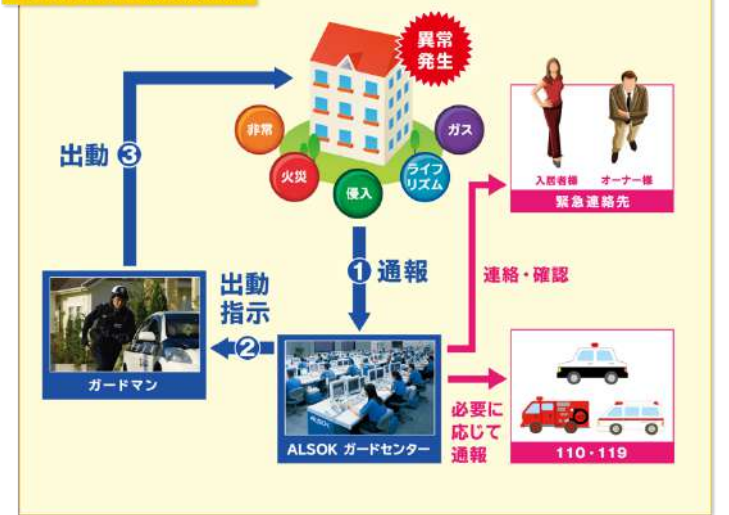 異常
発生
非常
火災
侵入
ライフ
リズム
ガス
出動 ③
① 通報
出動
指示
②
ガードマン
ALSOK
ALSOK ガードセンター
入居者様
オーナー様
緊急連絡先
連絡・確認
必要に
応じて
通報
110・119